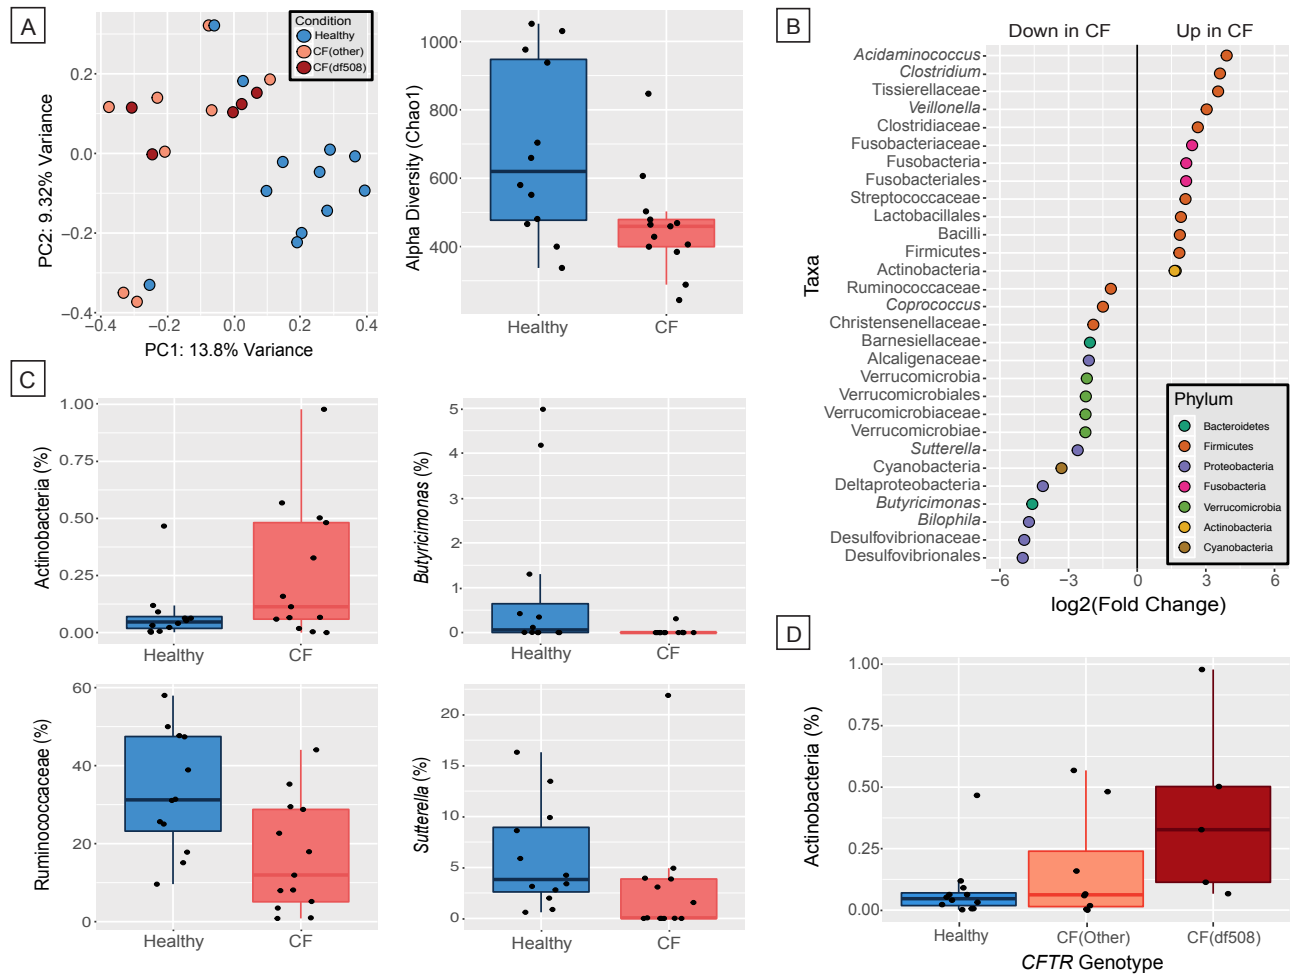 A
Condition
Healthy
CF(other)
CF(df508)
0.2
0.0
−0.2
−0.4
PC2: 9.32% Variance
−0.4
−0.2
0.0
0.2
0.4
PC1: 13.8% Variance
1000
800
600
400
Alpha Diversity (Chao1)
Healthy
CF
B
Down in CF
Up in CF
Taxa
Acidaminococcus
Clostridium
Tissierellaceae
Veillonella
Clostridiaceae
Fusobacteriaceae
Fusobacteria
Fusobacteriales
Streptococcaceae
Lactobacillales
Bacilli
Firmicutes
Actinobacteria
Ruminococcaceae
Coprococcus
Christensenellaceae
Barnesiellaceae
Alcaligenaceae
Verrucomicrobia
Verrucomicrobiales
Verrucomicrobiaceae
Verrucomicrobiae
Sutterella
Cyanobacteria
Deltaproteobacteria
Butyricimonas
Bilophila
Desulfovibrionaceae
Desulfovibrionales
−6
−3
0
3
6
log2(Fold Change)
Phylum
Bacteroidetes
Firmicutes
Proteobacteria
Fusobacteria
Verrucomicrobia
Actinobacteria
Cyanobacteria
C
1.00
0.75
0.50
0.25
0.00
Actinobacteria (%)
Healthy
CF
5
4
3
2
1
0
Butyricimonas (%)
Healthy
CF
60
40
20
0
Ruminococcaceae (%)
Healthy
CF
20
15
10
5
0
Sutterella (%)
Healthy
CF
D
1.00
0.75
0.50
0.25
0.00
Actinobacteria (%)
Healthy
CF(Other)
CF(df508)
CFTR Genotype